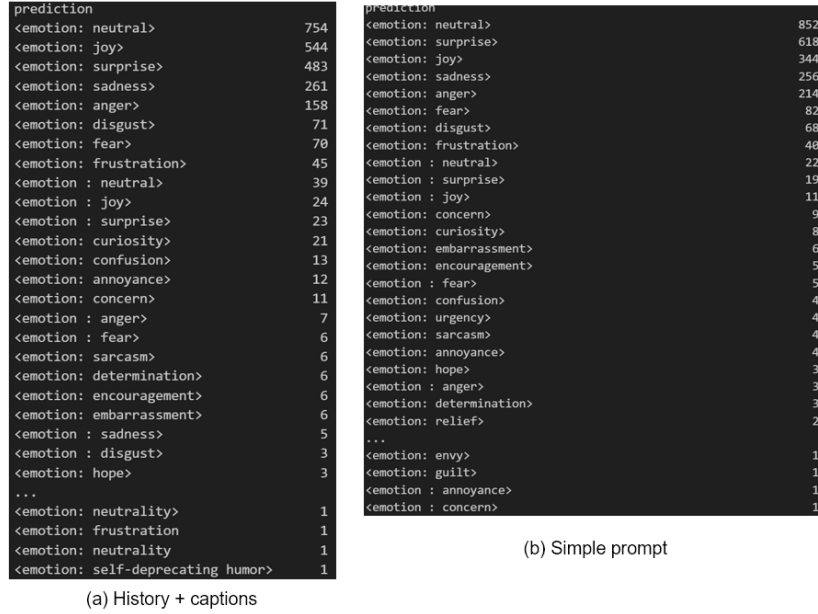 prediction
<emotion: neutral> 754
<emotion: joy> 544
<emotion: surprise> 483
<emotion: sadness> 261
<emotion: anger> 158
<emotion: disgust> 71
<emotion: fear> 70
<emotion: frustration> 45
<emotion : neutral> 39
<emotion : joy> 24
<emotion : surprise> 23
<emotion: curiosity> 21
<emotion: confusion> 13
<emotion: annoyance> 12
<emotion: concern> 11
<emotion : anger> 7
<emotion : fear> 6
<emotion: sarcasm> 6
<emotion: determination> 6
<emotion: encouragement> 6
<emotion: embarrassment> 6
<emotion : sadness> 5
<emotion : disgust> 3
<emotion: hope> 3
...
<emotion: neutrality> 1
<emotion: frustration 1
<emotion: neutrality 1
<emotion: self-deprecating humor> 1
(a) History + captions
prediction
<emotion: neutral> 852
<emotion: surprise> 618
<emotion: joy> 344
<emotion: sadness> 256
<emotion: anger> 214
<emotion: fear> 82
<emotion: disgust> 68
<emotion: frustration> 40
<emotion : neutral> 22
<emotion : surprise> 19
<emotion : joy> 11
<emotion: concern> 9
<emotion: curiosity> 8
<emotion: embarrassment> 6
<emotion: encouragement> 5
<emotion : fear> 5
<emotion: confusion> 4
<emotion: urgency> 4
<emotion: sarcasm> 4
<emotion: annoyance> 4
<emotion: hope> 3
<emotion : anger> 3
<emotion: determination> 3
<emotion: relief> 2
...
<emotion: envy> 1
<emotion: guilt> 1
<emotion : annoyance> 1
<emotion : concern> 1
(b) Simple prompt